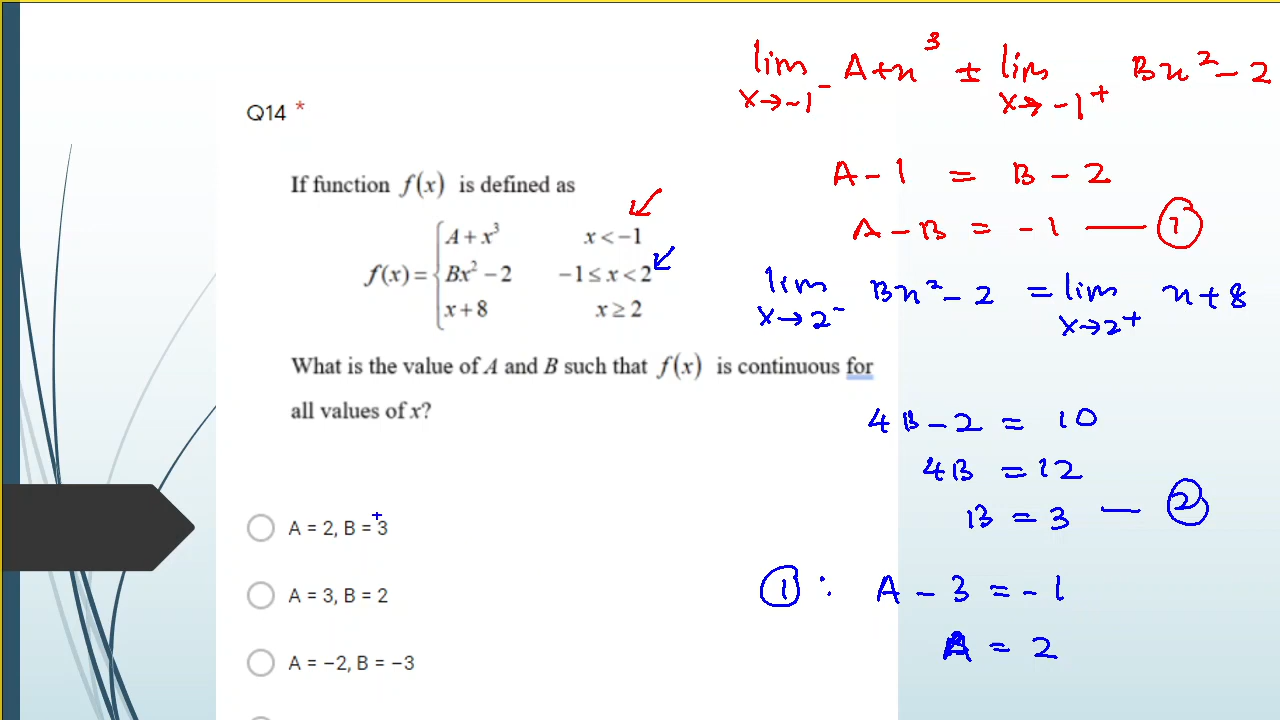 Q14 *
If function f(x) is defined as
f(x) = { A + x³    x < −1
Bx² − 2    −1 ≤ x < 2
x + 8    x ≥ 2
What is the value of A and B such that f(x) is continuous for
all values of x?
A = 2, B = 3
A = 3, B = 2
A = −2, B = −3
lim x→-1⁻ A+x³ = lim x→-1⁺ Bx²-2
A - 1 = B - 2
A - B = -1 — ①
lim x→2⁻ Bx²-2 = lim x→2⁺ x+8
4B - 2 = 10
4B = 12
B = 3 — ②
① : A - 3 = -1
A = 2